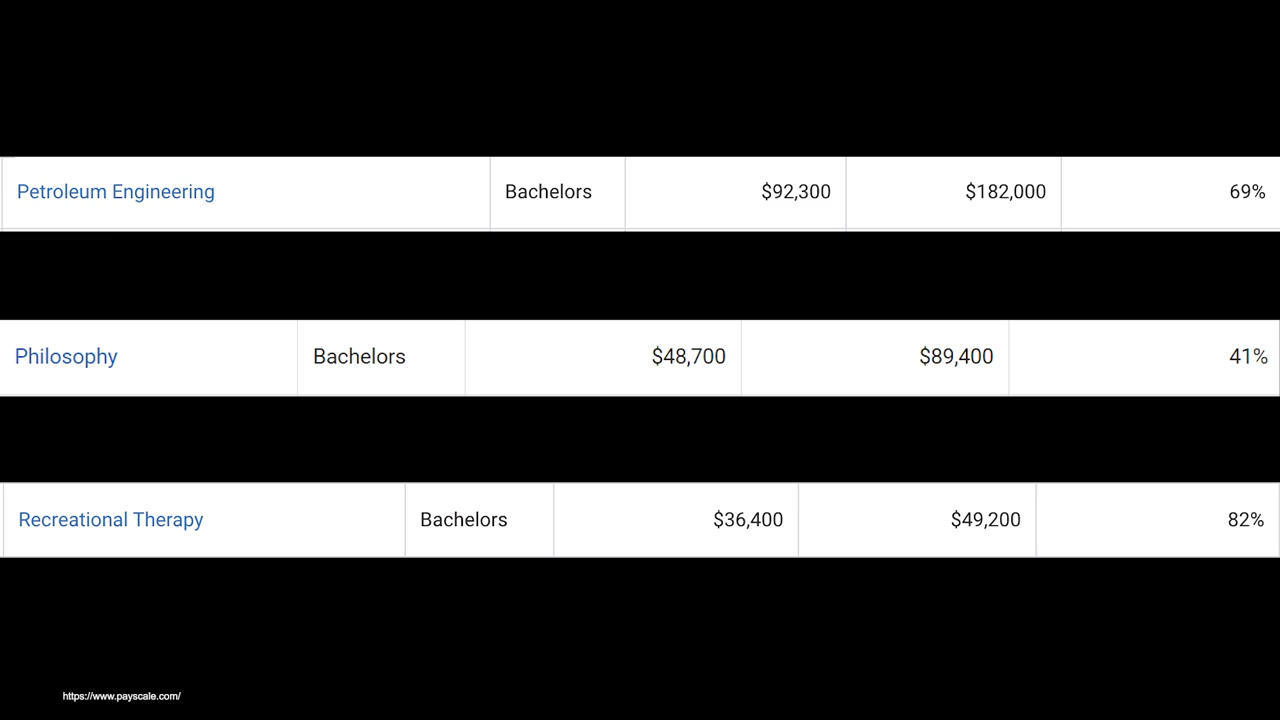 Petroleum Engineering Bachelors $92,300 $182,000 69%
Philosophy Bachelors $48,700 $89,400 41%
Recreational Therapy Bachelors $36,400 $49,200 82%
https://www.payscale.com/